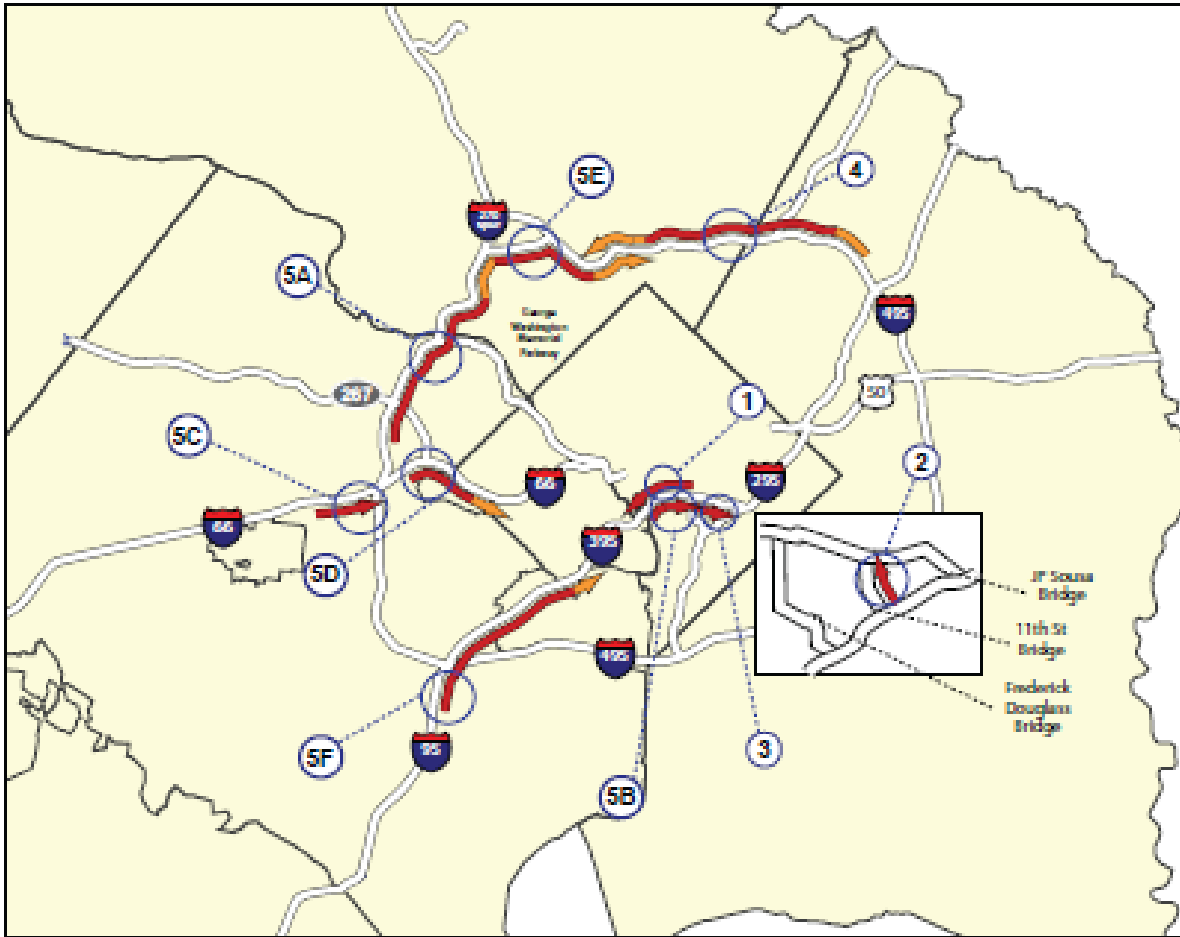 5E
4
5A
495
George
Washington
Memorial
Parkway
50
267
1
5C
2
66
395
66
5D
395
JP Sousa
Bridge
11th St
Bridge
495
Frederick
Douglass
Bridge
5F
95
3
5B